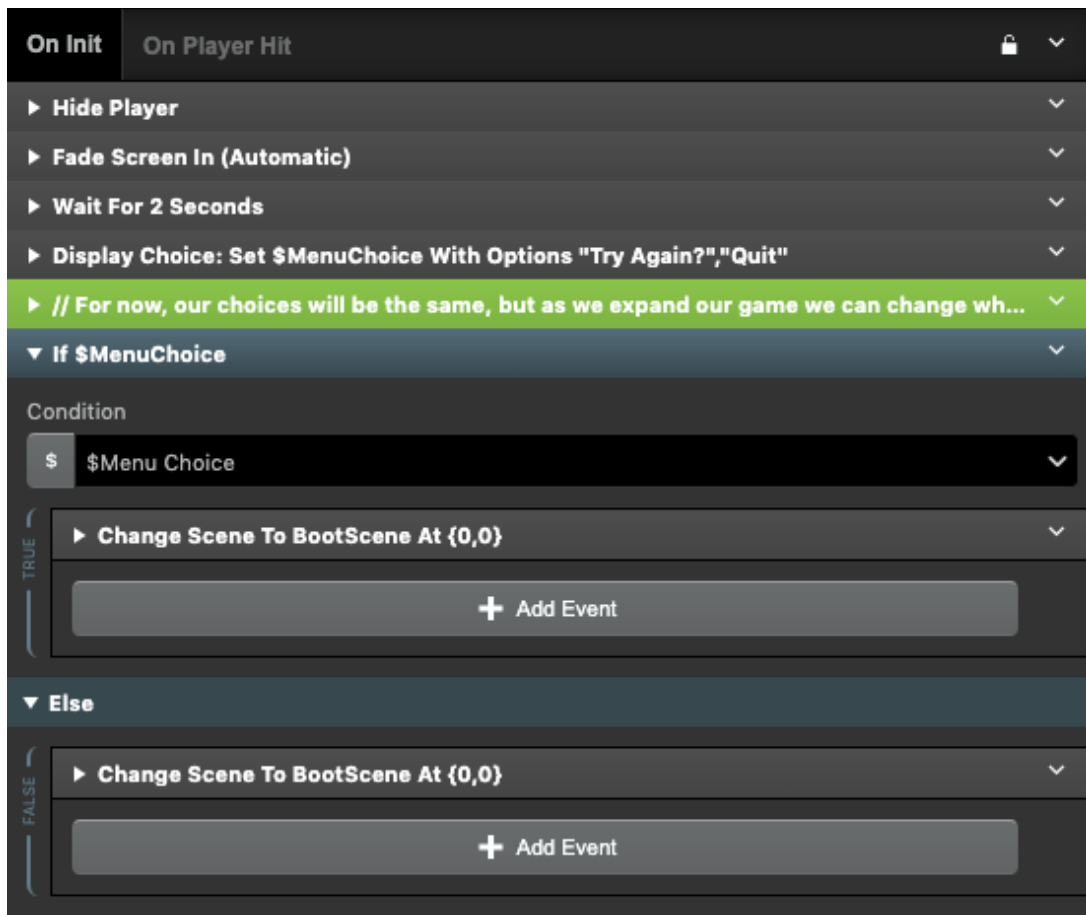 On Init On Player Hit
Hide Player
Fade Screen In (Automatic)
Wait For 2 Seconds
Display Choice: Set $MenuChoice With Options "Try Again?","Quit"
// For now, our choices will be the same, but as we expand our game we can change wh...
If $MenuChoice
Condition
$ $Menu Choice
TRUE
Change Scene To BootScene At {0,0}
+ Add Event
Else
FALSE
Change Scene To BootScene At {0,0}
+ Add Event